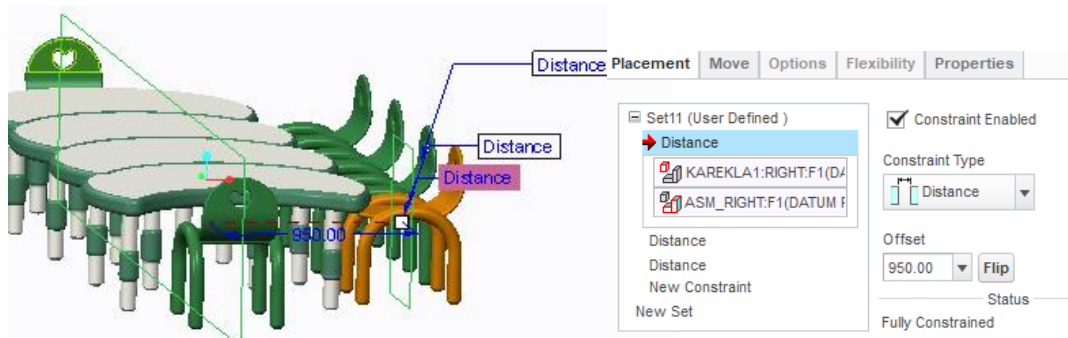 Distance
Distance
Distance
950.00
Placement Move Options Flexibility Properties
Set11 (User Defined )
Distance
KAREKLA1:RIGHT:F1(DA
ASM_RIGHT:F1(DATUM F
Distance
Distance
New Constraint
New Set
Constraint Enabled
Constraint Type
Distance
Offset
950.00 Flip
Status
Fully Constrained